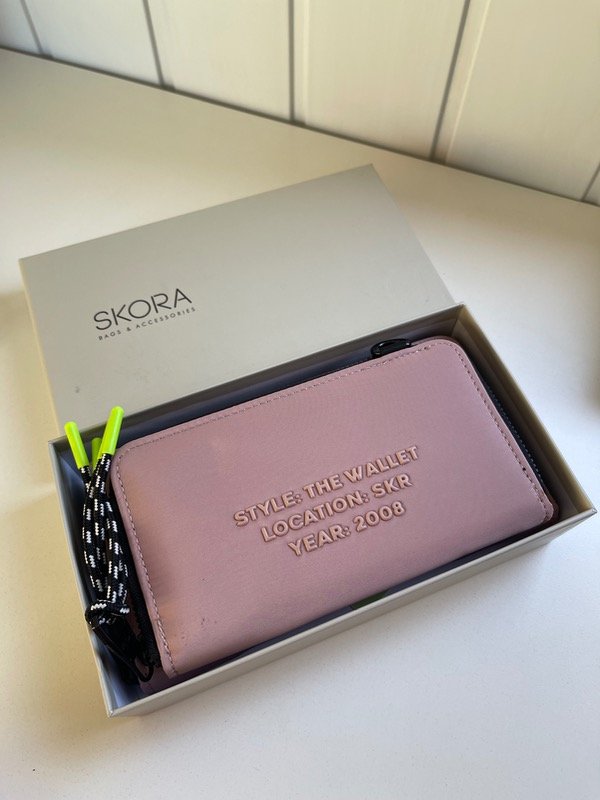 SKORA
BAGS & ACCESSORIES
STYLE: THE WALLET
LOCATION: SKR
YEAR: 2008